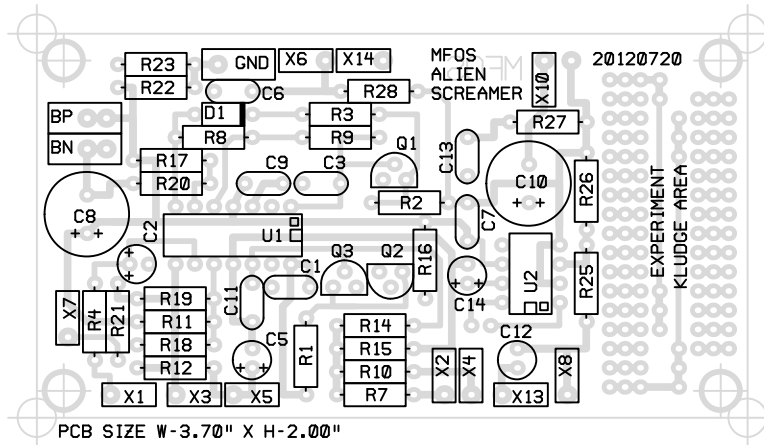 R23
GND
X6
X14
MFOS
ALIEN
SCREAMER
20120720
R22
C6
R28
X10
BP
D1
R3
R27
BN
R8
R9
Q1
C13
R17
R20
C9
C3
C10
R26
R2
EXPERIMENT
KLUDGE AREA
C8
C2
U1
C7
R16
Q3
Q2
U2
R25
C1
C11
C14
X7
R4
R21
R19
R11
R18
R12
C5
R1
R14
R15
R10
R7
C12
X2
X4
X8
X1
X3
X5
X13
PCB SIZE W-3.70" X H-2.00"